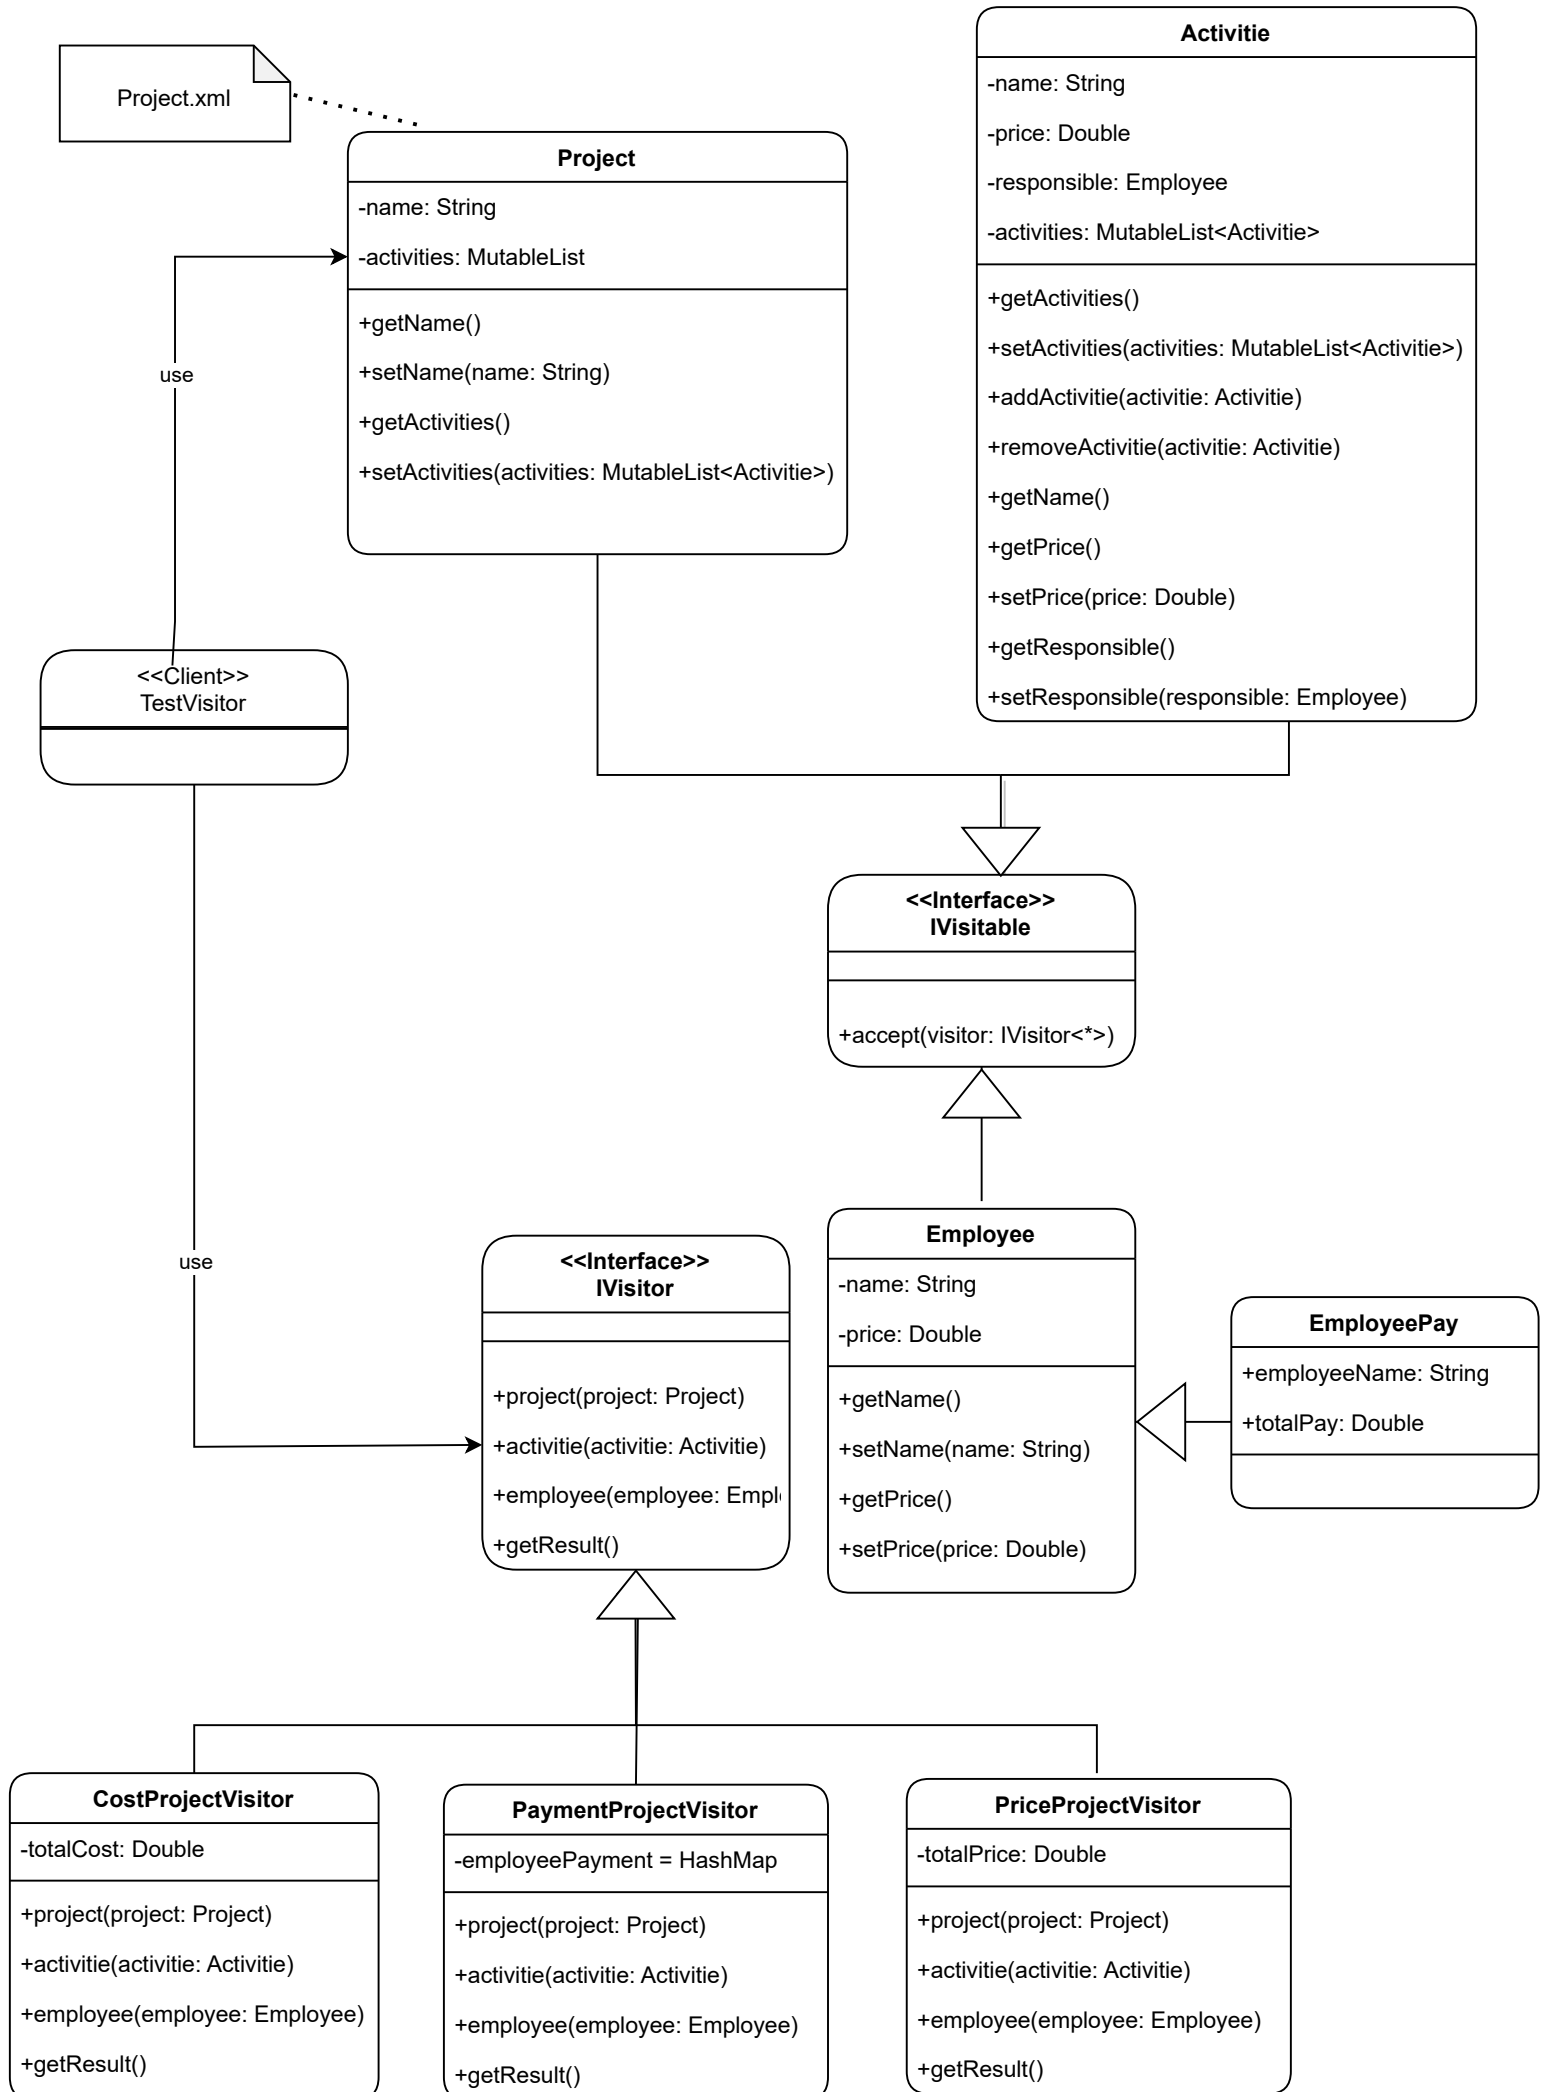 Project.xml
Project
-name: String
-activities: MutableList
+getName()
+setName(name: String)
+getActivities()
+setActivities(activities: MutableList<Activitie>)
Activitie
-name: String
-price: Double
-responsible: Employee
-activities: MutableList<Activitie>
+getActivities()
+setActivities(activities: MutableList<Activitie>)
+addActivitie(activitie: Activitie)
+removeActivitie(activitie: Activitie)
+getName()
+getPrice()
+setPrice(price: Double)
+getResponsible()
+setResponsible(responsible: Employee)
use
<<Client>>
TestVisitor
<<Interface>>
IVisitable
+accept(visitor: IVisitor<*>)
use
<<Interface>>
IVisitor
+project(project: Project)
+activitie(activitie: Activitie)
+employee(employee: Empl
+getResult()
Employee
-name: String
-price: Double
+getName()
+setName(name: String)
+getPrice()
+setPrice(price: Double)
EmployeePay
+employeeName: String
+totalPay: Double
CostProjectVisitor
-totalCost: Double
+project(project: Project)
+activitie(activitie: Activitie)
+employee(employee: Employee)
+getResult()
PaymentProjectVisitor
-employeePayment = HashMap
+project(project: Project)
+activitie(activitie: Activitie)
+employee(employee: Employee)
+getResult()
PriceProjectVisitor
-totalPrice: Double
+project(project: Project)
+activitie(activitie: Activitie)
+employee(employee: Employee)
+getResult()